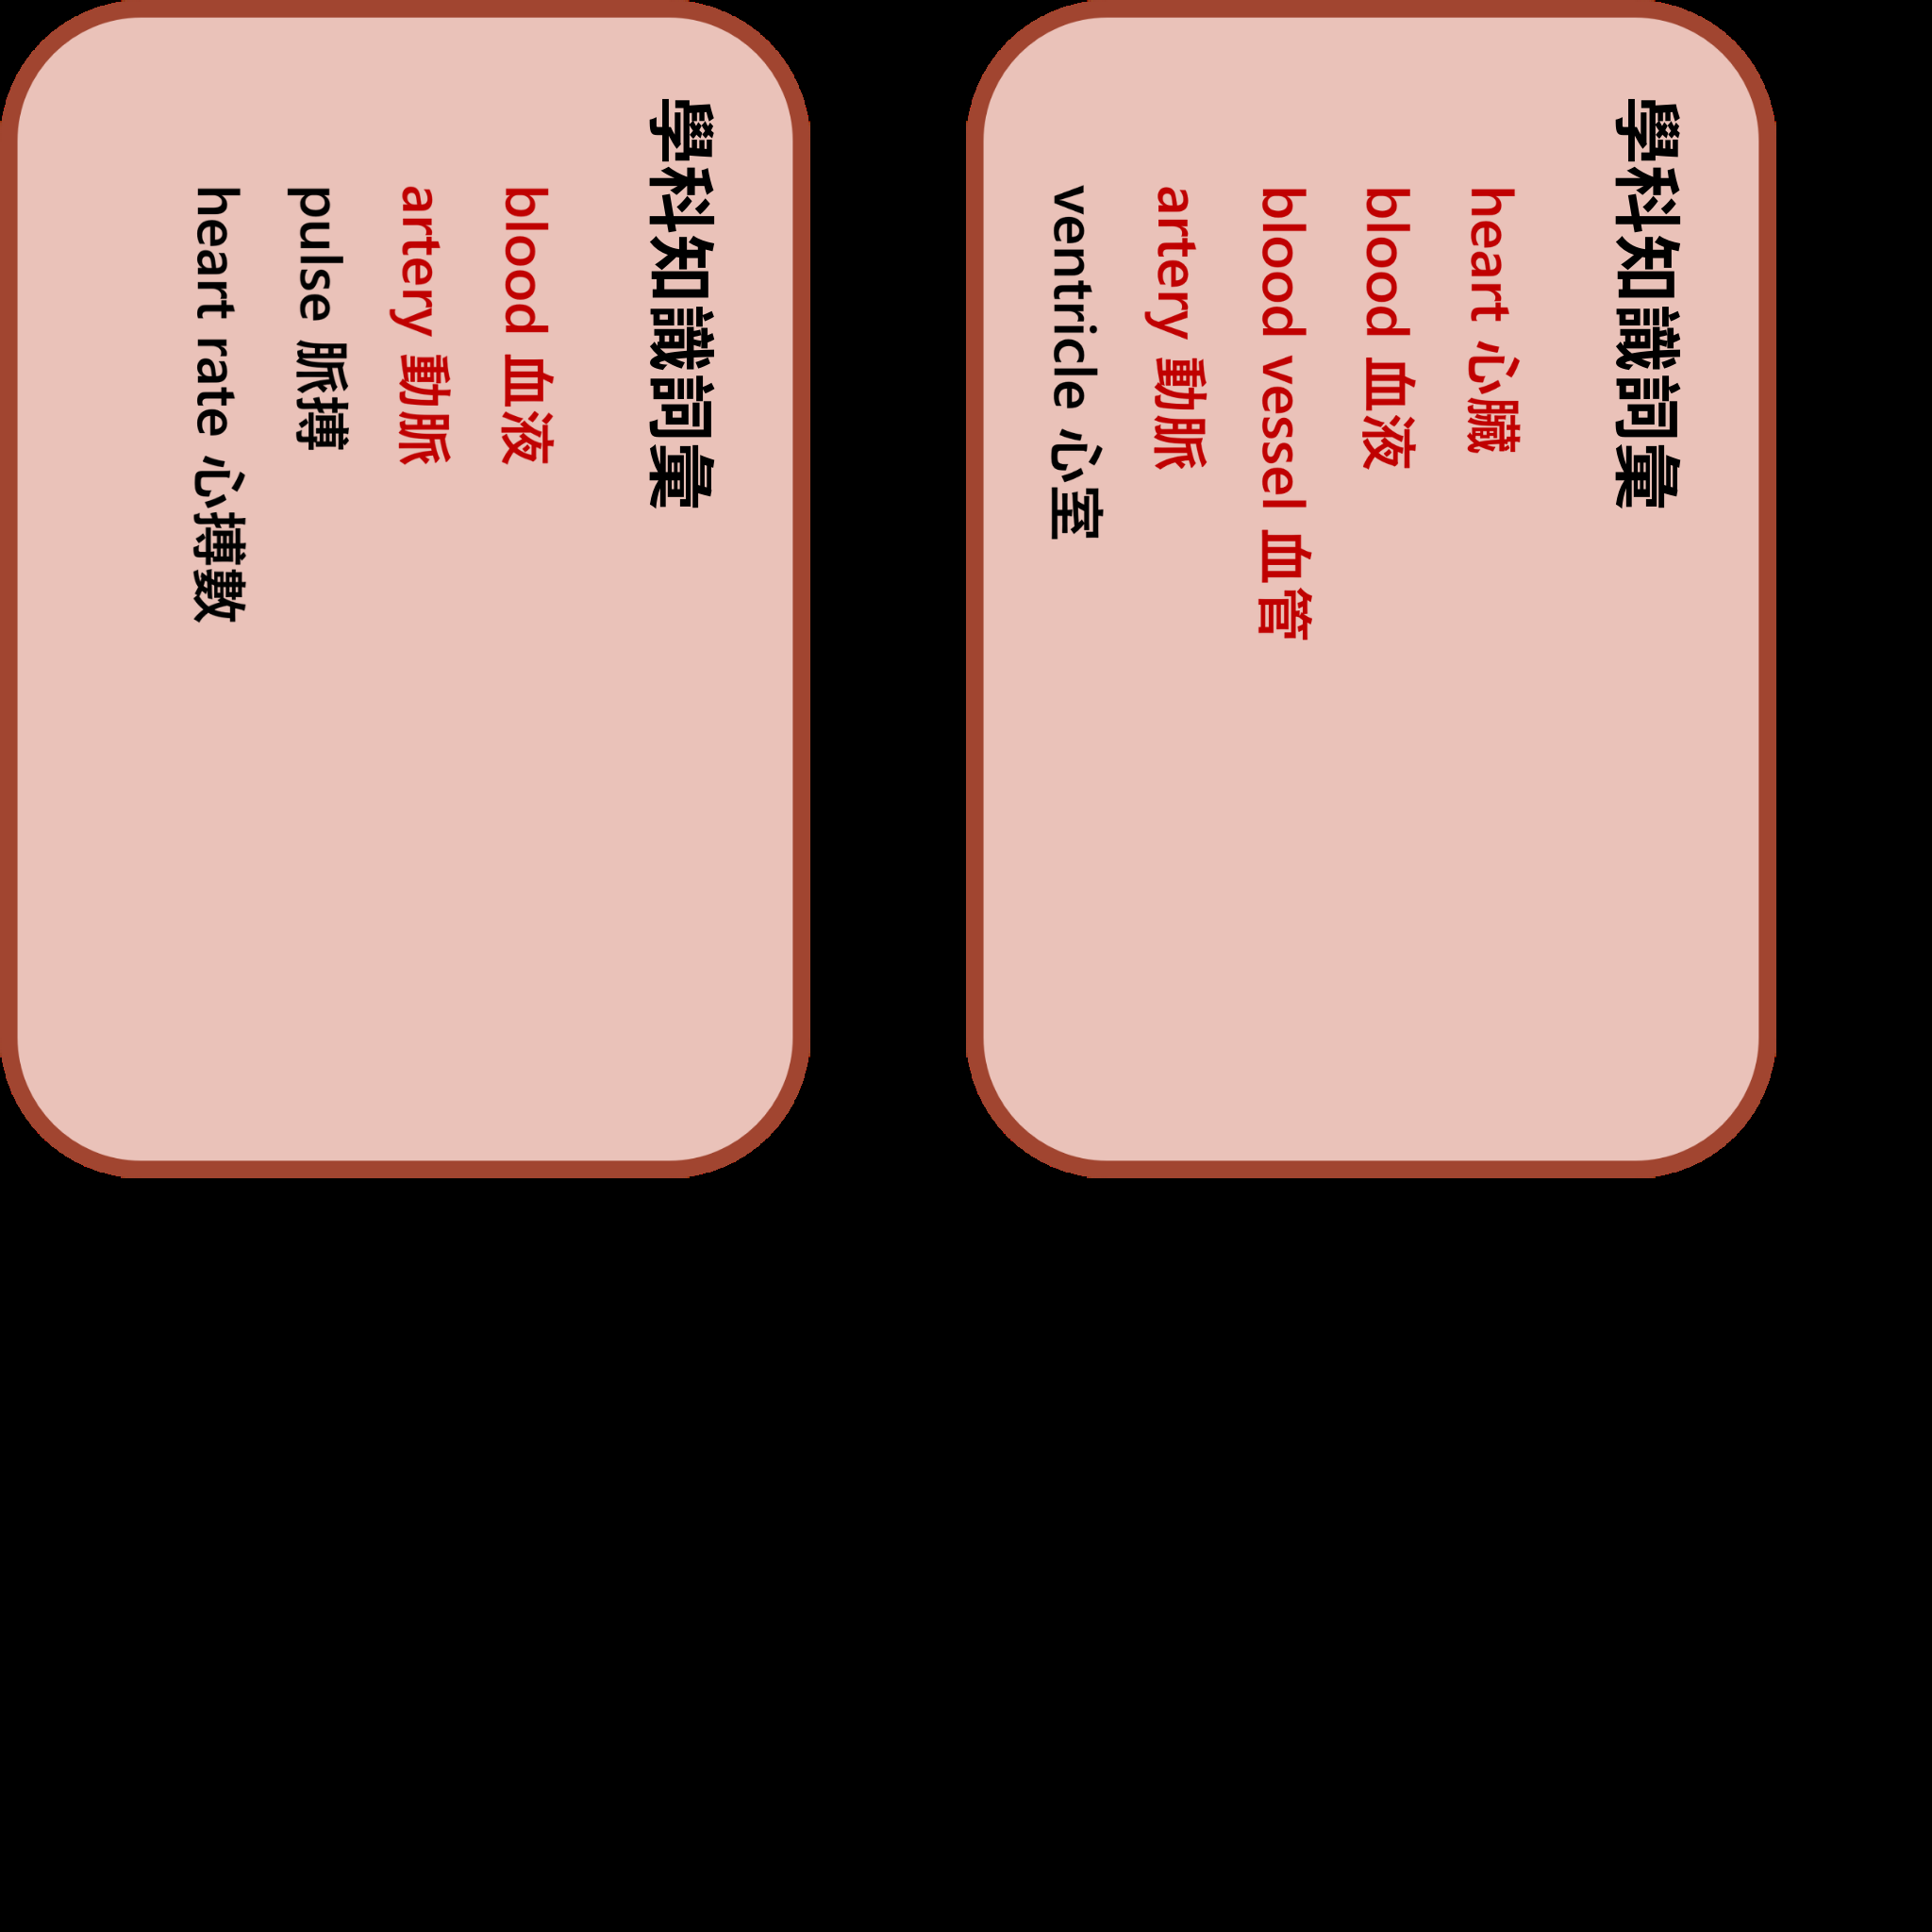 學科知識詞彙
heart 心臟
blood 血液
blood vessel 血管
artery 動脈
ventricle 心室
學科知識詞彙
blood 血液
artery 動脈
pulse 脈搏
heart rate 心搏數